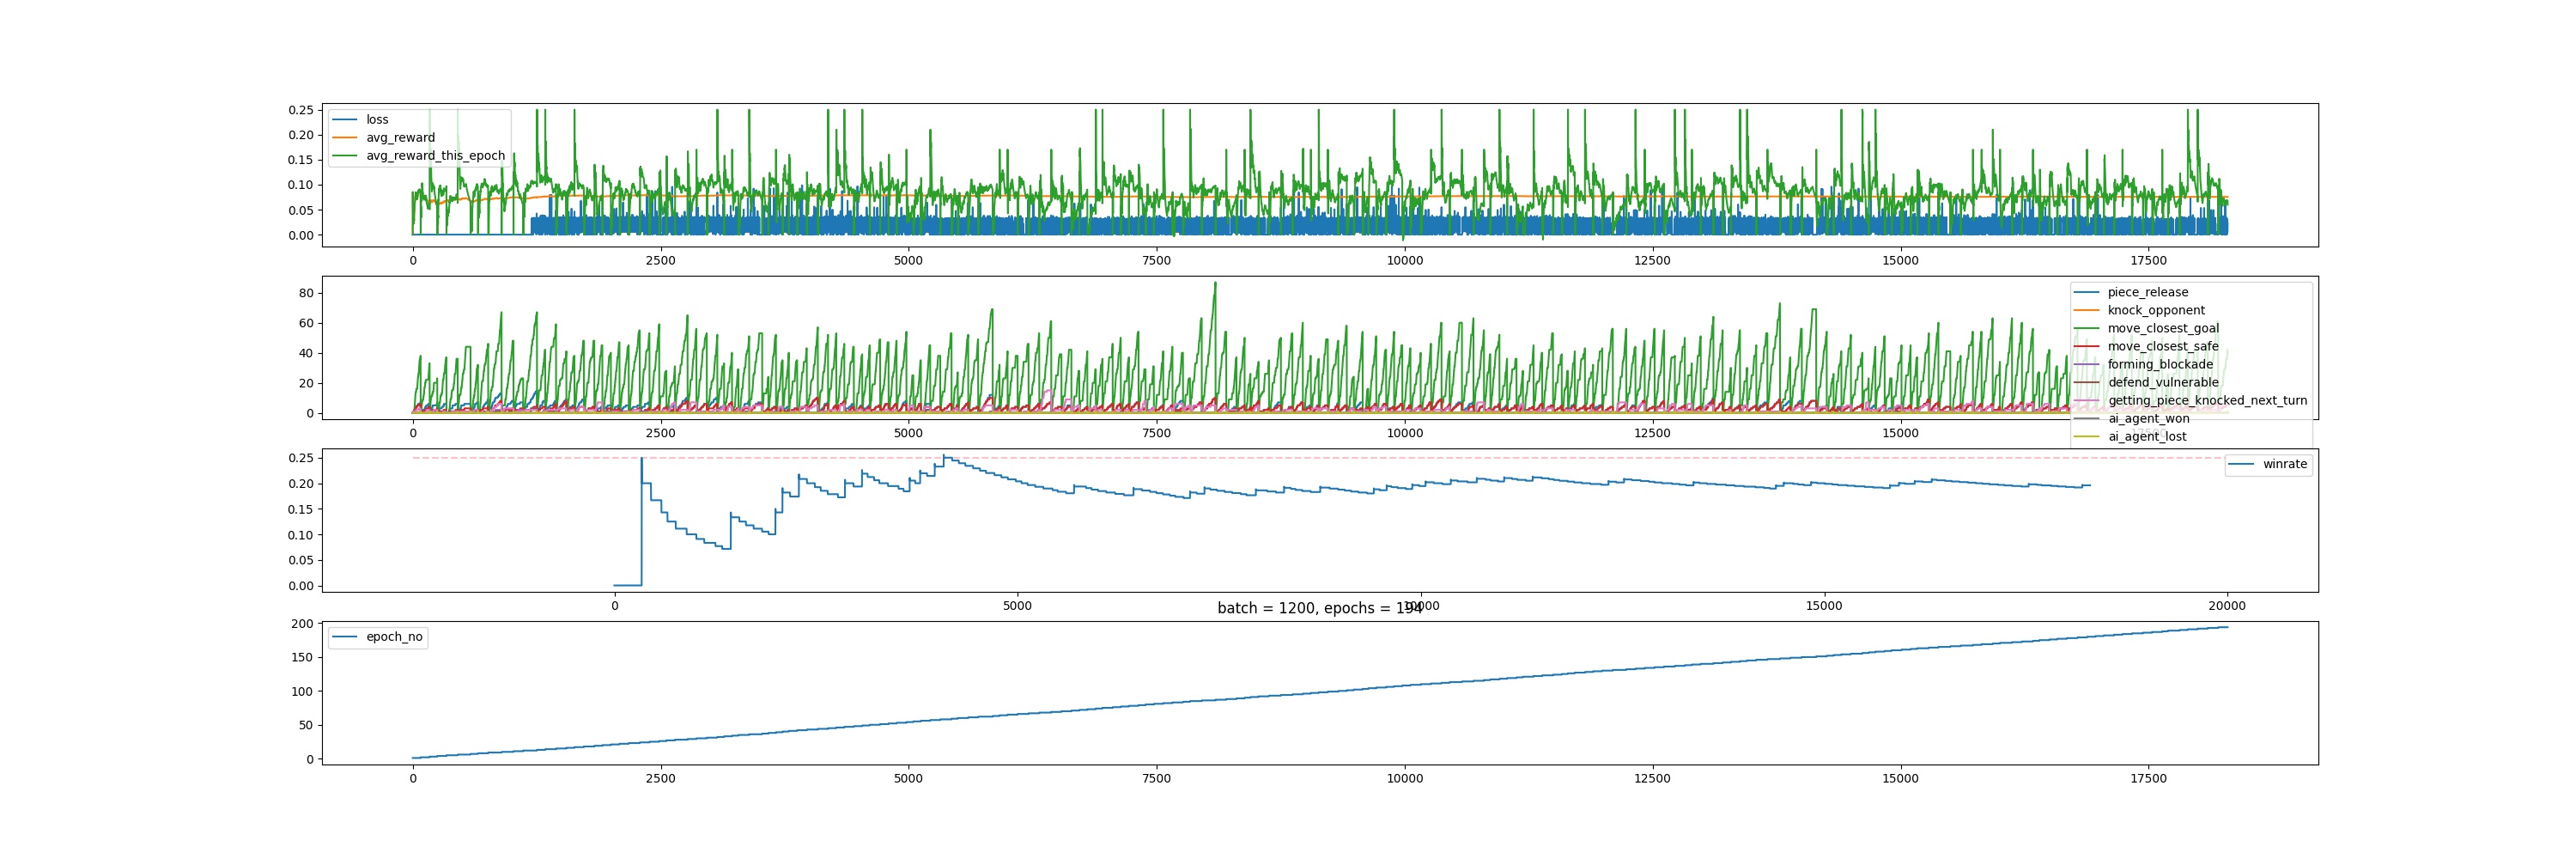 0.25
0.20
0.15
0.10
0.05
0.00
loss
avg_reward
avg_reward_this_epoch
0 2500 5000 7500 10000 12500 15000 17500
80
60
40
20
0
piece_release
knock_opponent
move_closest_goal
move_closest_safe
forming_blockade
defend_vulnerable
getting_piece_knocked_next_turn
ai_agent_won
ai_agent_lost
0 2500 5000 7500 10000 12500 15000 17500
0.25
0.20
0.15
0.10
0.05
0.00
winrate
0 5000 10000 15000 20000
batch = 1200, epochs = 194
200
150
100
50
0
epoch_no
0 2500 5000 7500 10000 12500 15000 17500